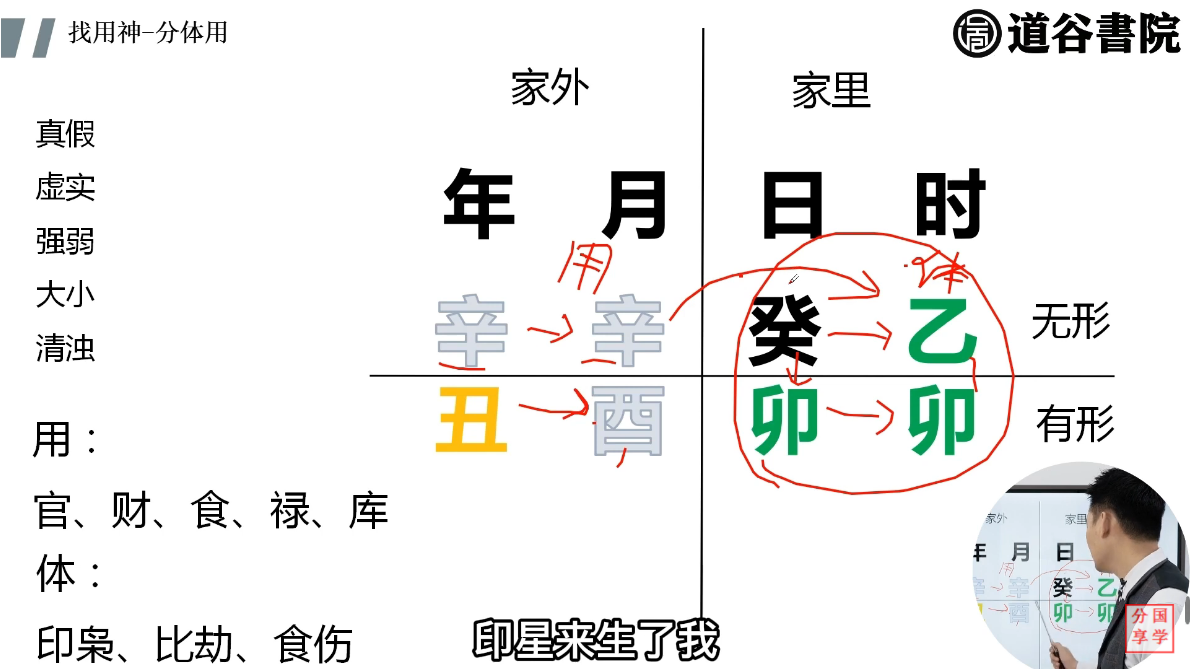 找用神-分体用
道谷書院
家外
家里
真假
虚实
强弱
大小
清浊
年 月 日 时
用 体
辛 辛 癸 乙
无形
丑 酉 卯 卯
有形
用：
官、财、食、禄、库
体：
印枭、比劫、食伤
印星来生了我
家外 家里
年 月 日
用
辛 辛 癸 乙
酉 卯 卯
国学
分享